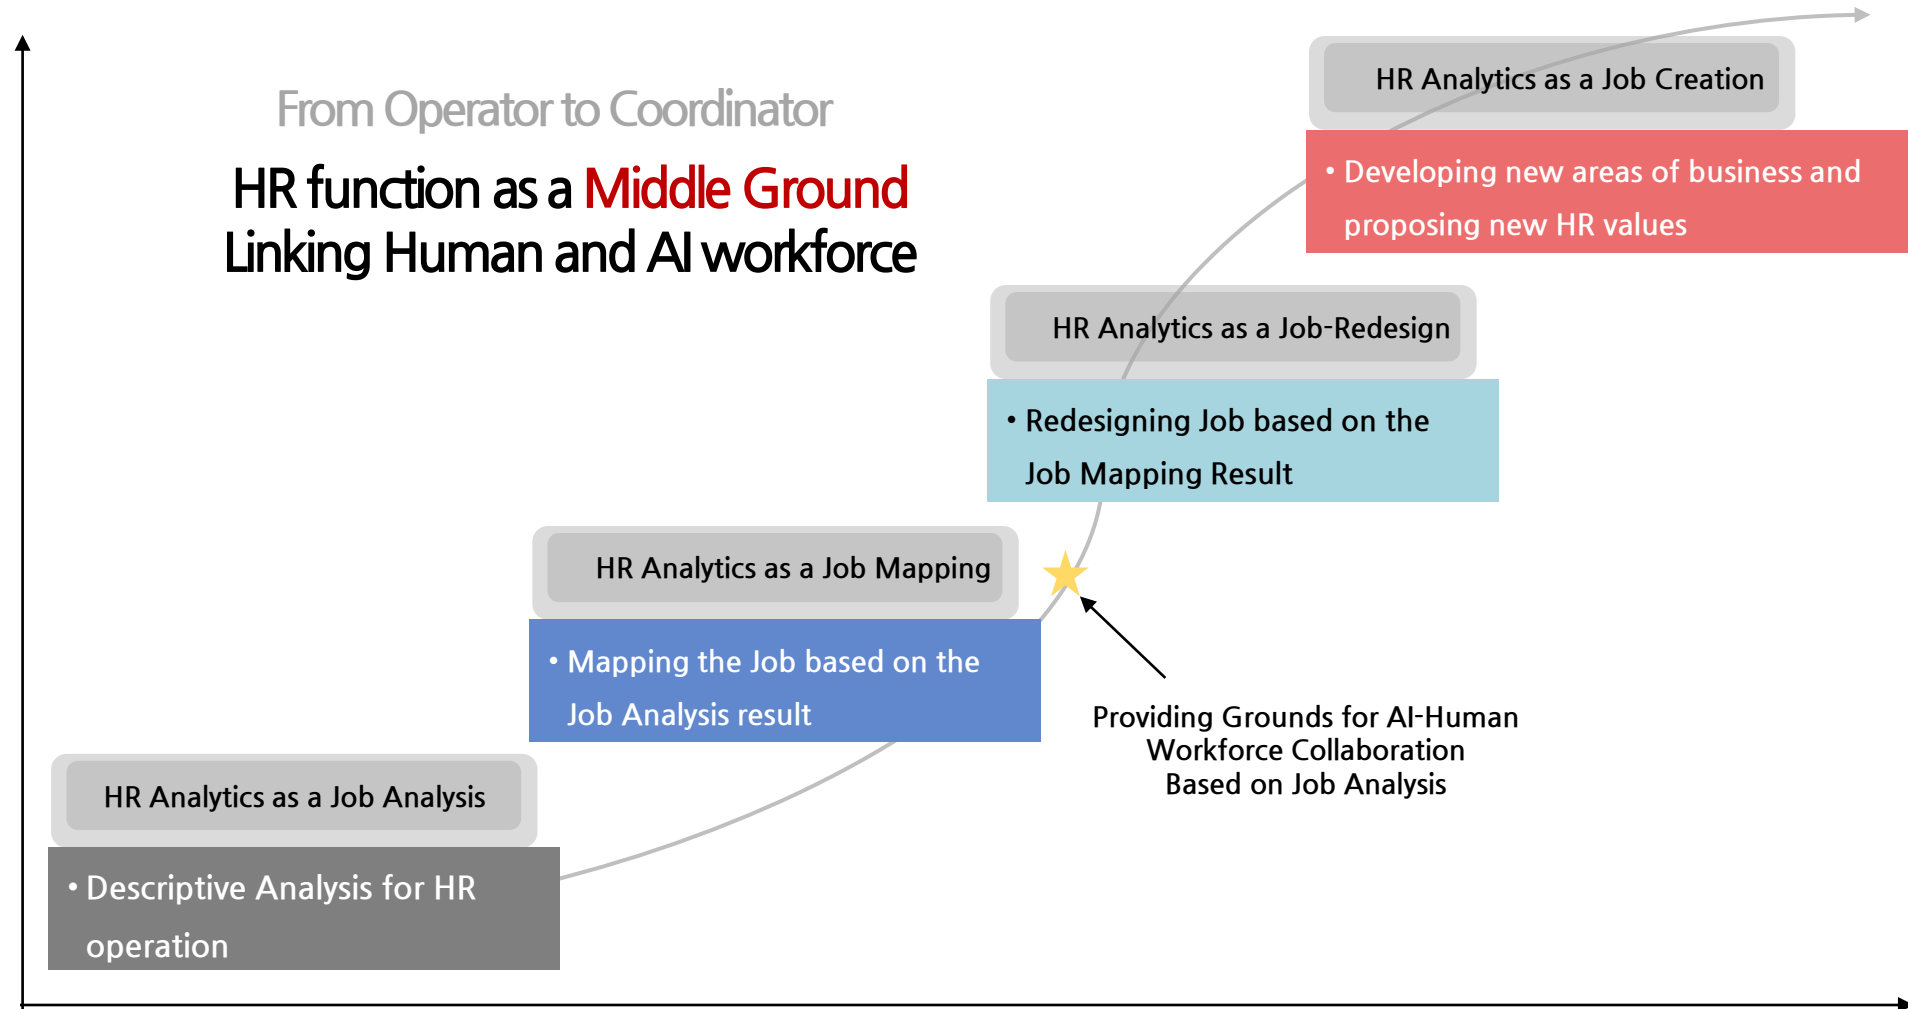 From Operator to Coordinator
HR function as a Middle Ground
Linking Human and AI workforce
HR Analytics as a Job Creation
• Developing new areas of business and
proposing new HR values
HR Analytics as a Job-Redesign
• Redesigning Job based on the
Job Mapping Result
HR Analytics as a Job Mapping
• Mapping the Job based on the
Job Analysis result
Providing Grounds for AI-Human
Workforce Collaboration
Based on Job Analysis
HR Analytics as a Job Analysis
• Descriptive Analysis for HR
operation